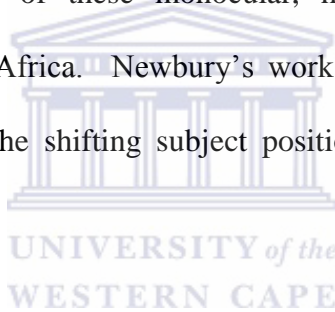 of these monocular,
Africa. Newbury's work
he shifting subject positi
UNIVERSITY of the
WESTERN CAPE